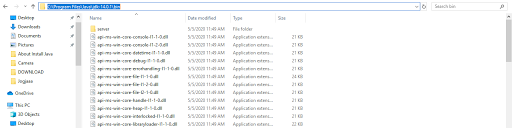 C:\Program Files\Java\jdk-14.0.1\bin
Search bin
Desktop
Downloads
Documents
Pictures
About Install Java
Camera
DOWNLOAD
Jogjasia
OneDrive
This PC
3D Objects
Desktop
Name
Date modified
Type
Size
server
5/5/2020 11:49 AM
File folder
api-ms-win-core-console-l1-1-0.dll
5/5/2020 11:49 AM
Application extens...
21 KB
api-ms-win-core-console-l1-2-0.dll
5/5/2020 11:49 AM
Application extens...
21 KB
api-ms-win-core-datetime-l1-1-0.dll
5/5/2020 11:49 AM
Application extens...
21 KB
api-ms-win-core-debug-l1-1-0.dll
5/5/2020 11:49 AM
Application extens...
21 KB
api-ms-win-core-errorhandling-l1-1-0.dll
5/5/2020 11:49 AM
Application extens...
21 KB
api-ms-win-core-file-l1-1-0.dll
5/5/2020 11:49 AM
Application extens...
api-ms-win-core-file-l1-2-0.dll
5/5/2020 11:49 AM
Application extens...
21 KB
api-ms-win-core-file-l2-1-0.dll
5/5/2020 11:49 AM
Application extens...
21 KB
api-ms-win-core-handle-l1-1-0.dll
5/5/2020 11:49 AM
Application extens...
21 KB
api-ms-win-core-heap-l1-1-0.dll
5/5/2020 11:49 AM
Application extens...
21 KB
api-ms-win-core-interlocked-l1-1-0.dll
5/5/2020 11:49 AM
Application extens...
21 KB
api-ms-win-core-libraryloader-l1-1-0.dll
5/5/2020 11:49 AM
Application extens...
22 KB